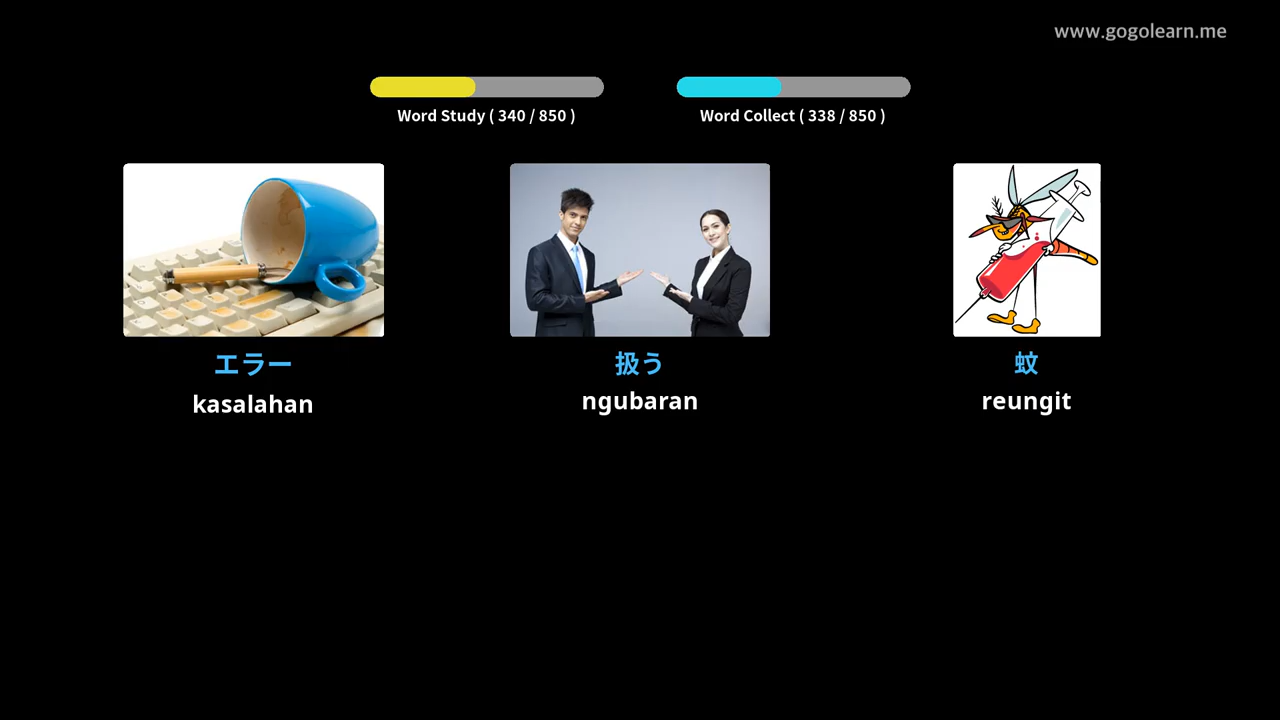 www.gogolearn.me
Word Study ( 340 / 850 )
Word Collect ( 338 / 850 )
エラー
kasalahan
扱う
ngubaran
蚊
reungit